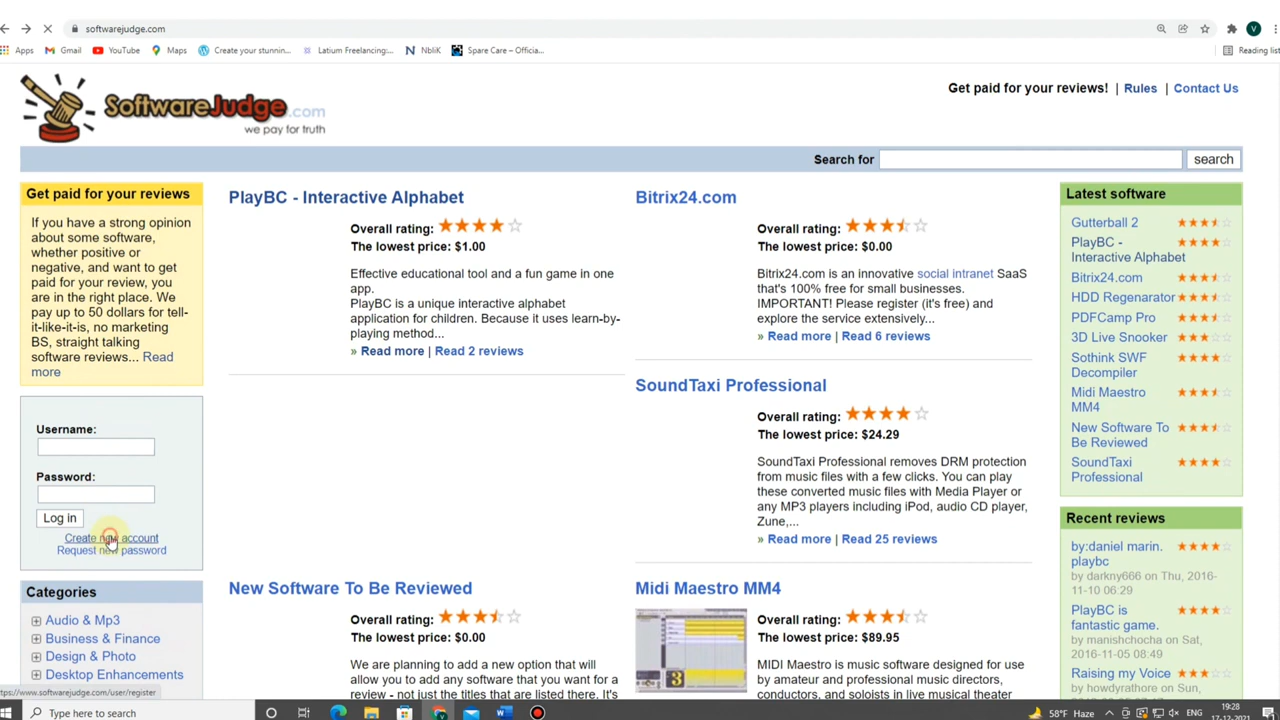 softwarejudge.com
V
Apps Gmail YouTube Maps Create your stunnin... Latium Freelancing:... NbliK Spare Care – Offici... Reading list
SoftwareJudge.com
we pay for truth
Get paid for your reviews! | Rules | Contact Us
Search for search
Get paid for your reviews
If you have a strong opinion
about some software,
whether positive or
negative, and want to get
paid for your review, you
are in the right place. We
pay up to 50 dollars for tell-
it-like-it-is, no marketing
BS, straight talking
software reviews... Read
more
Username:
Password:
Log in
Create new account
Request new password
Categories
Audio & Mp3
Business & Finance
Design & Photo
Desktop Enhancements
PlayBC - Interactive Alphabet
Overall rating:
The lowest price: $1.00
Effective educational tool and a fun game in one
app.
PlayBC is a unique interactive alphabet
application for children. Because it uses learn-by-
playing method...
» Read more | Read 2 reviews
Bitrix24.com
Overall rating:
The lowest price: $0.00
Bitrix24.com is an innovative social intranet SaaS
that's 100% free for small businesses.
IMPORTANT! Please register (it's free) and
explore the service extensively...
» Read more | Read 6 reviews
SoundTaxi Professional
Overall rating:
The lowest price: $24.29
SoundTaxi Professional removes DRM protection
from music files with a few clicks. You can play
these converted music files with Media Player or
any MP3 players including iPod, audio CD player,
Zune,...
» Read more | Read 25 reviews
New Software To Be Reviewed
Overall rating:
The lowest price: $0.00
We are planning to add a new option that will
allow you to add any software that you want for a
review - not just the titles that are listed there. It's
Midi Maestro MM4
Overall rating:
The lowest price: $89.95
MIDI Maestro is music software designed for use
by amateur and professional music directors,
conductors, and soloists in live musical theater
Latest software
Gutterball 2
PlayBC -
Interactive Alphabet
Bitrix24.com
HDD Regenarator
PDFCamp Pro
3D Live Snooker
Sothink SWF
Decompiler
Midi Maestro
MM4
New Software To
Be Reviewed
SoundTaxi
Professional
Recent reviews
by:daniel marin.
playbc
by darkny666 on Thu, 2016-
11-10 06:29
PlayBC is
fantastic game.
by manishchocha on Sat,
2016-11-05 08:49
Raising my Voice
by howdyrathore on Sun,
ttps://www.softwarejudge.com/user/register
Type here to search
58°F Haze
ENG
19:28
17-12-2021